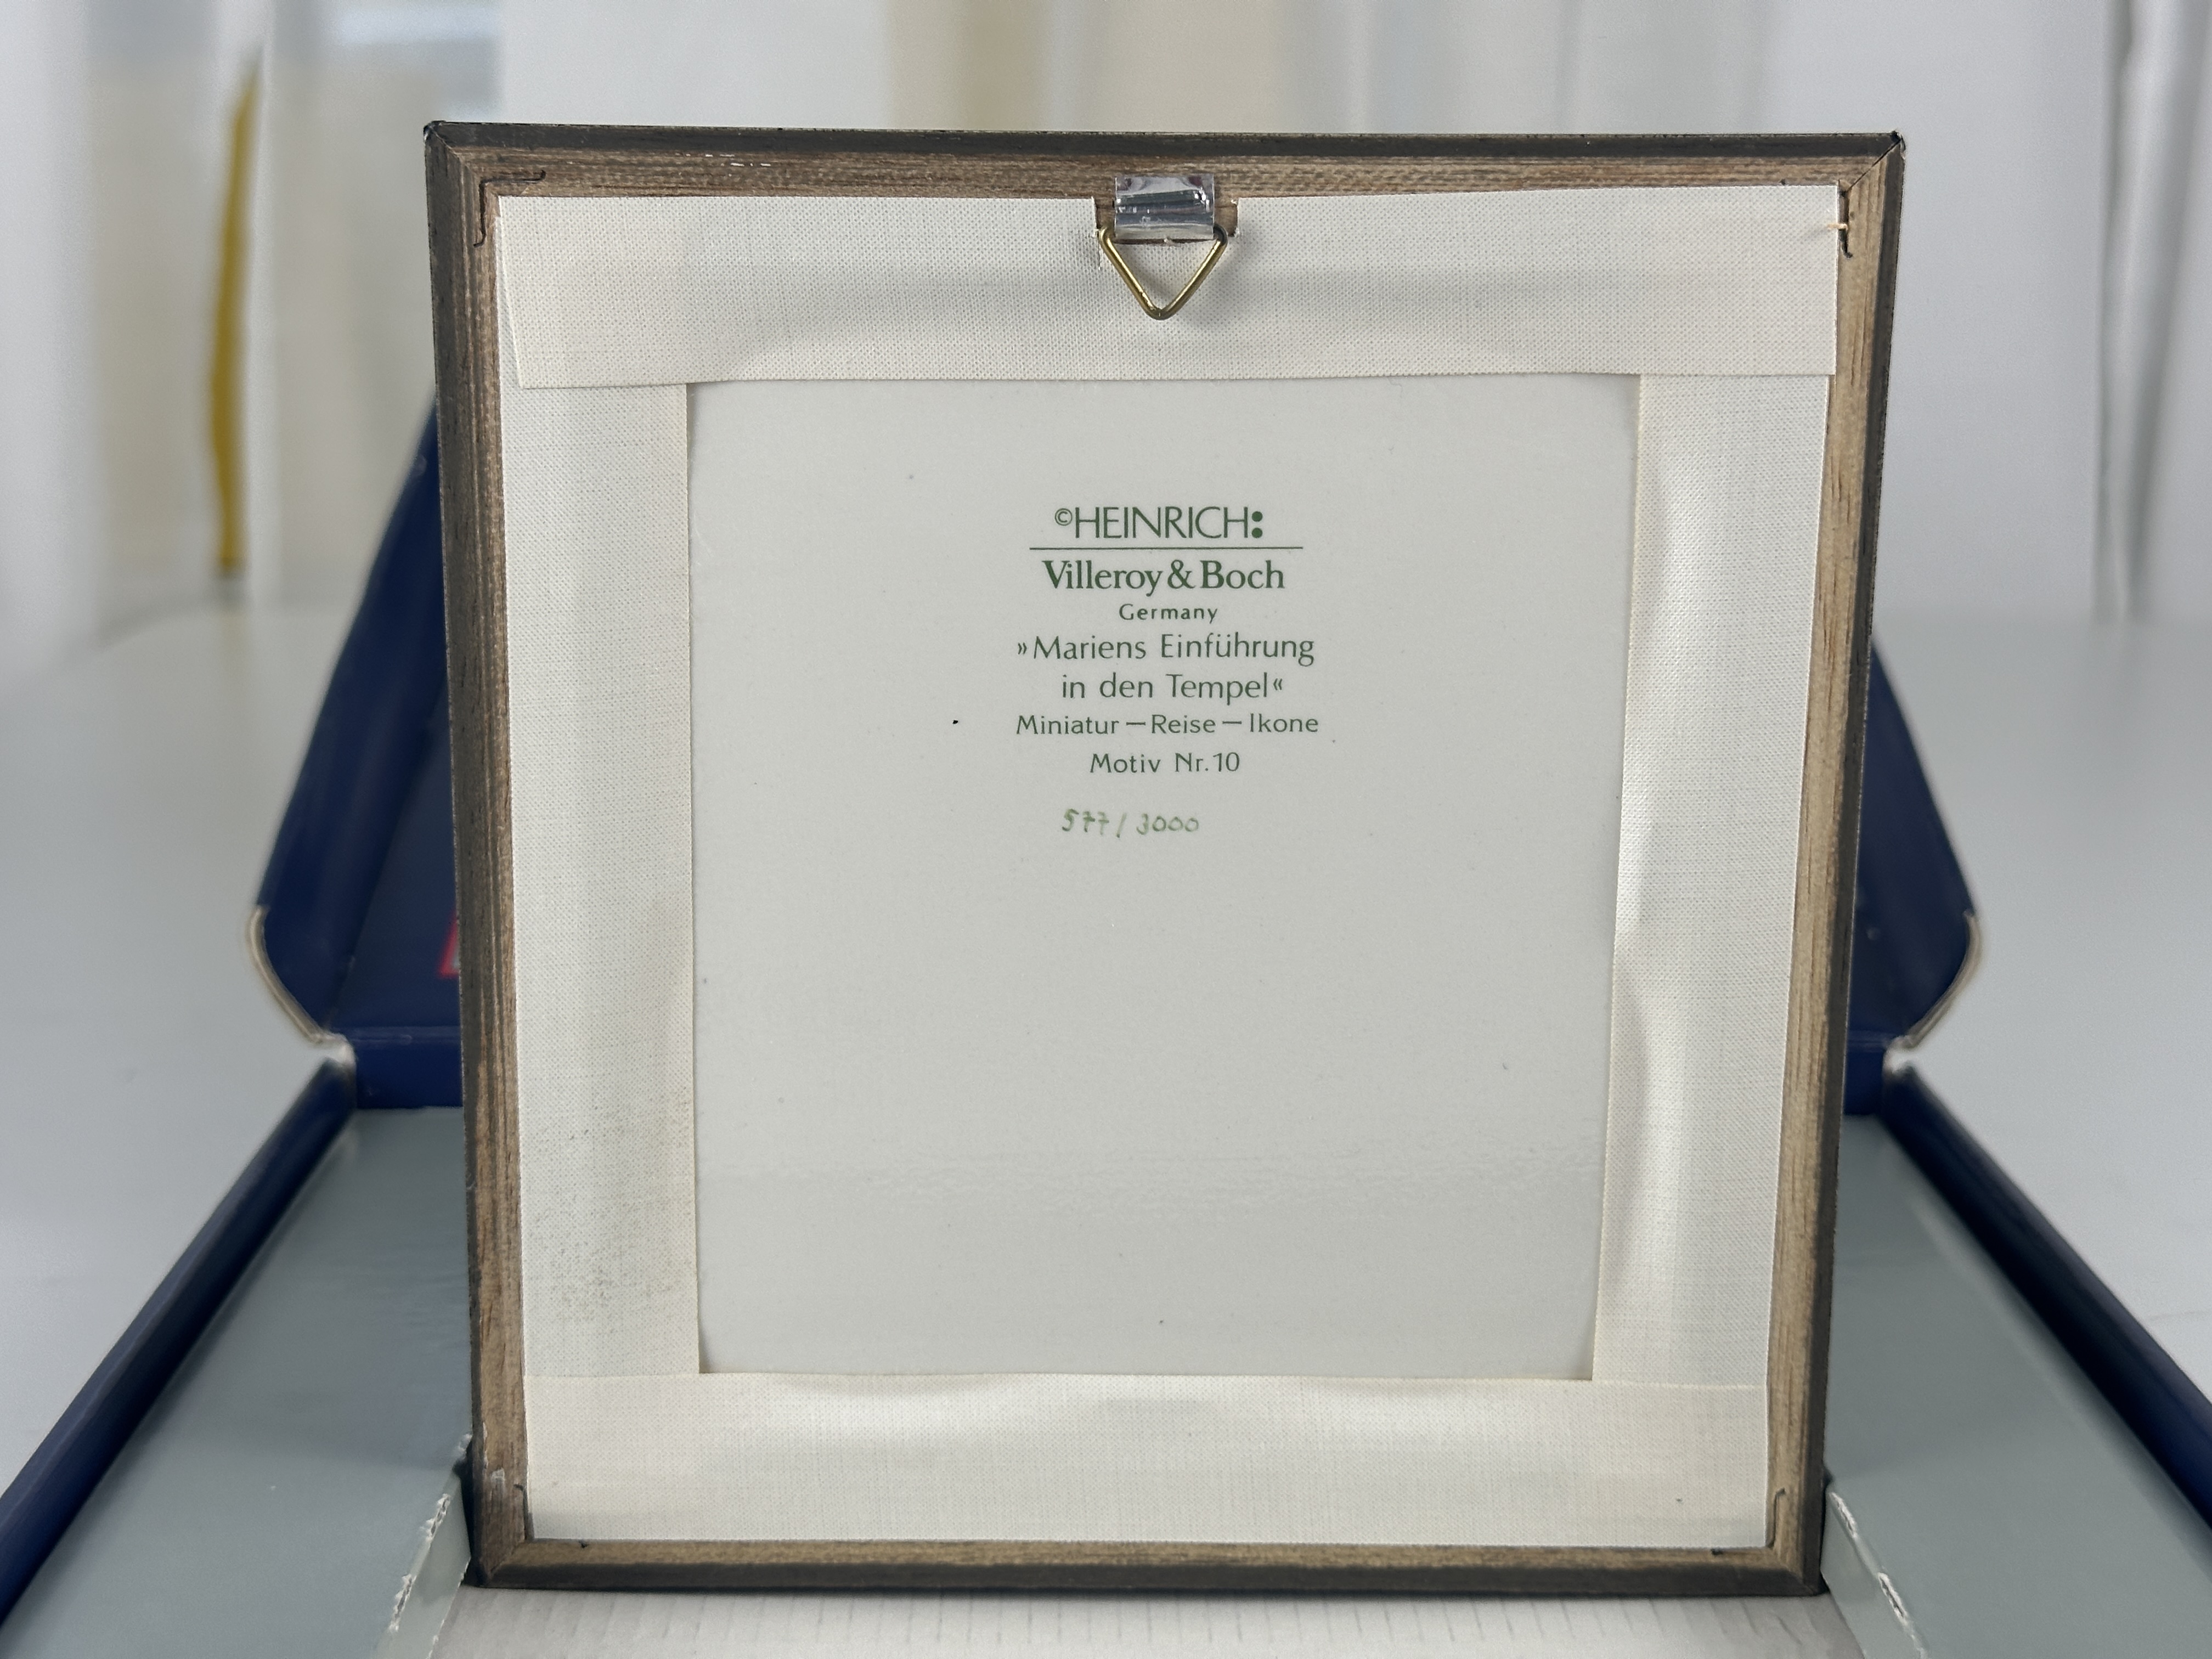 ©HEINRICH:
Villeroy & Boch
Germany
»Mariens Einführung
in den Tempel«
Miniatur – Reise – Ikone
Motiv Nr. 10
577 / 3000